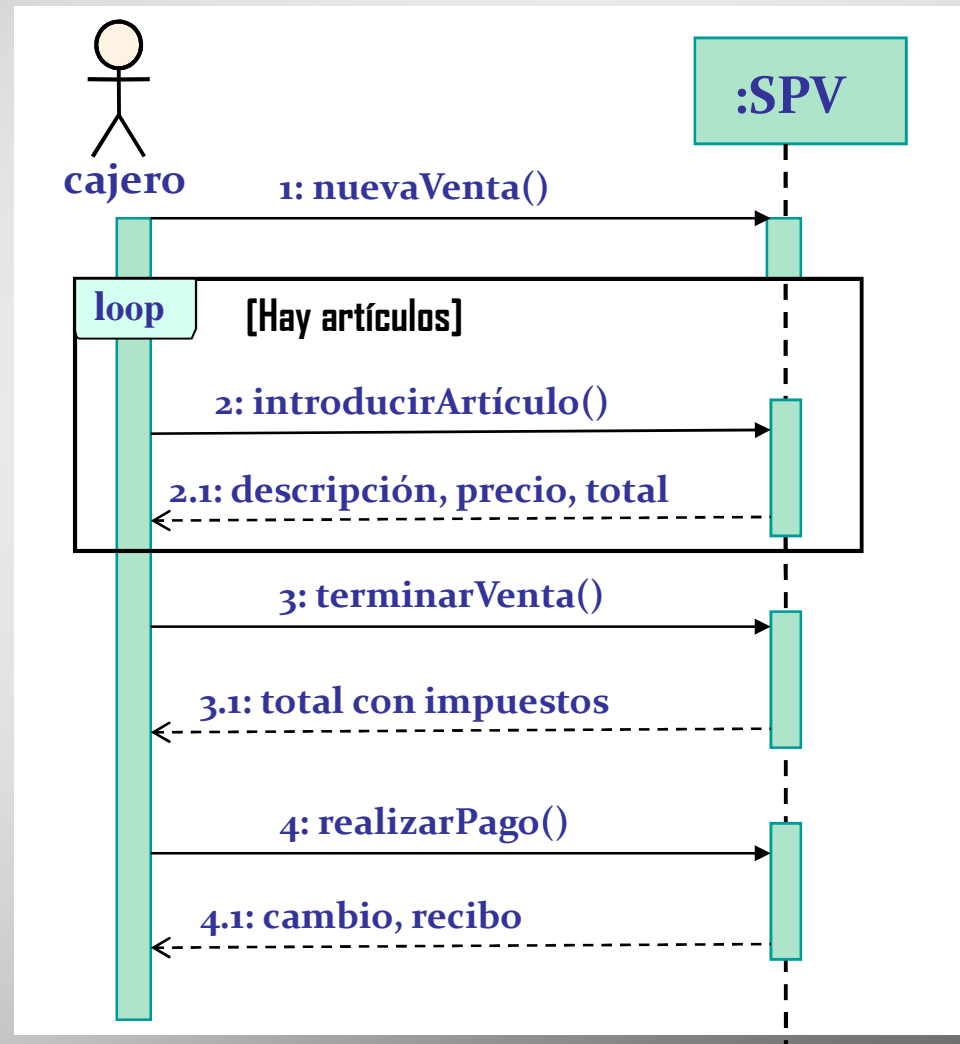 :SPV
cajero
1: nuevaVenta()
loop
[Hay artículos]
2: introducirArtículo()
2.1: descripción, precio, total
3: terminarVenta()
3.1: total con impuestos
4: realizarPago()
4.1: cambio, recibo